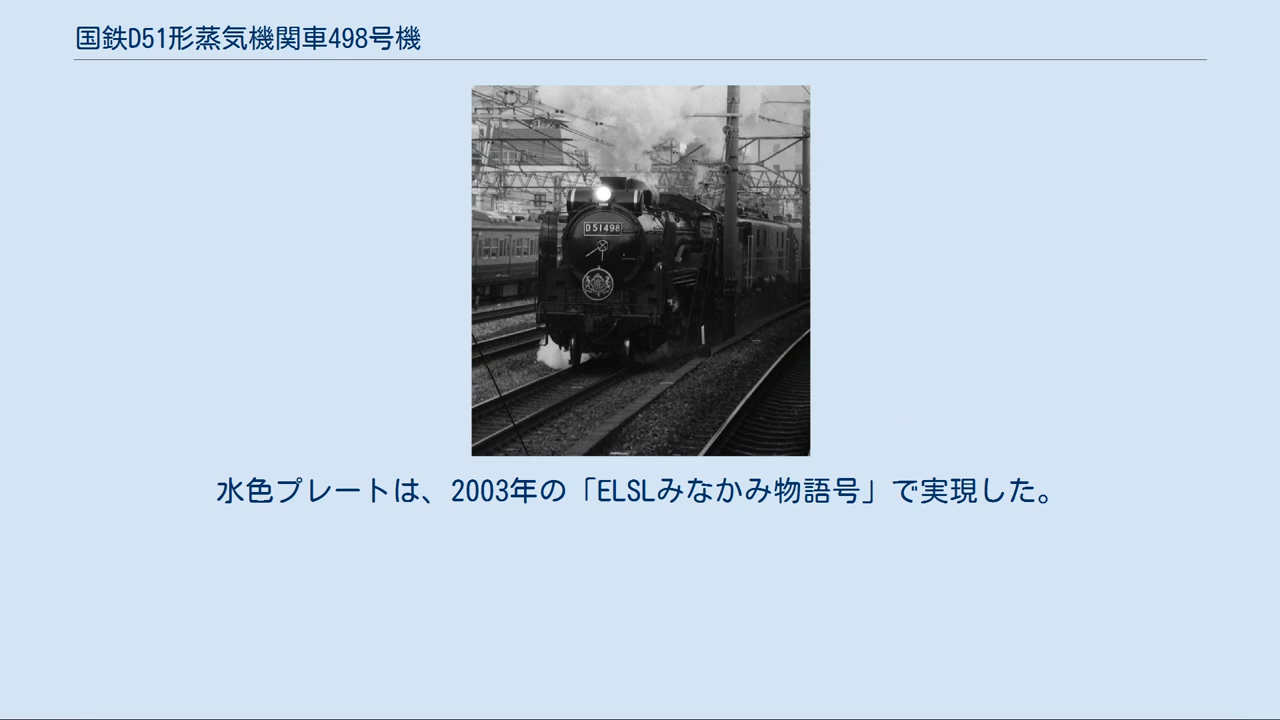 国鉄D51形蒸気機関車498号機
D51498
水色プレートは、2003年の「ELSLみなかみ物語号」で実現した。